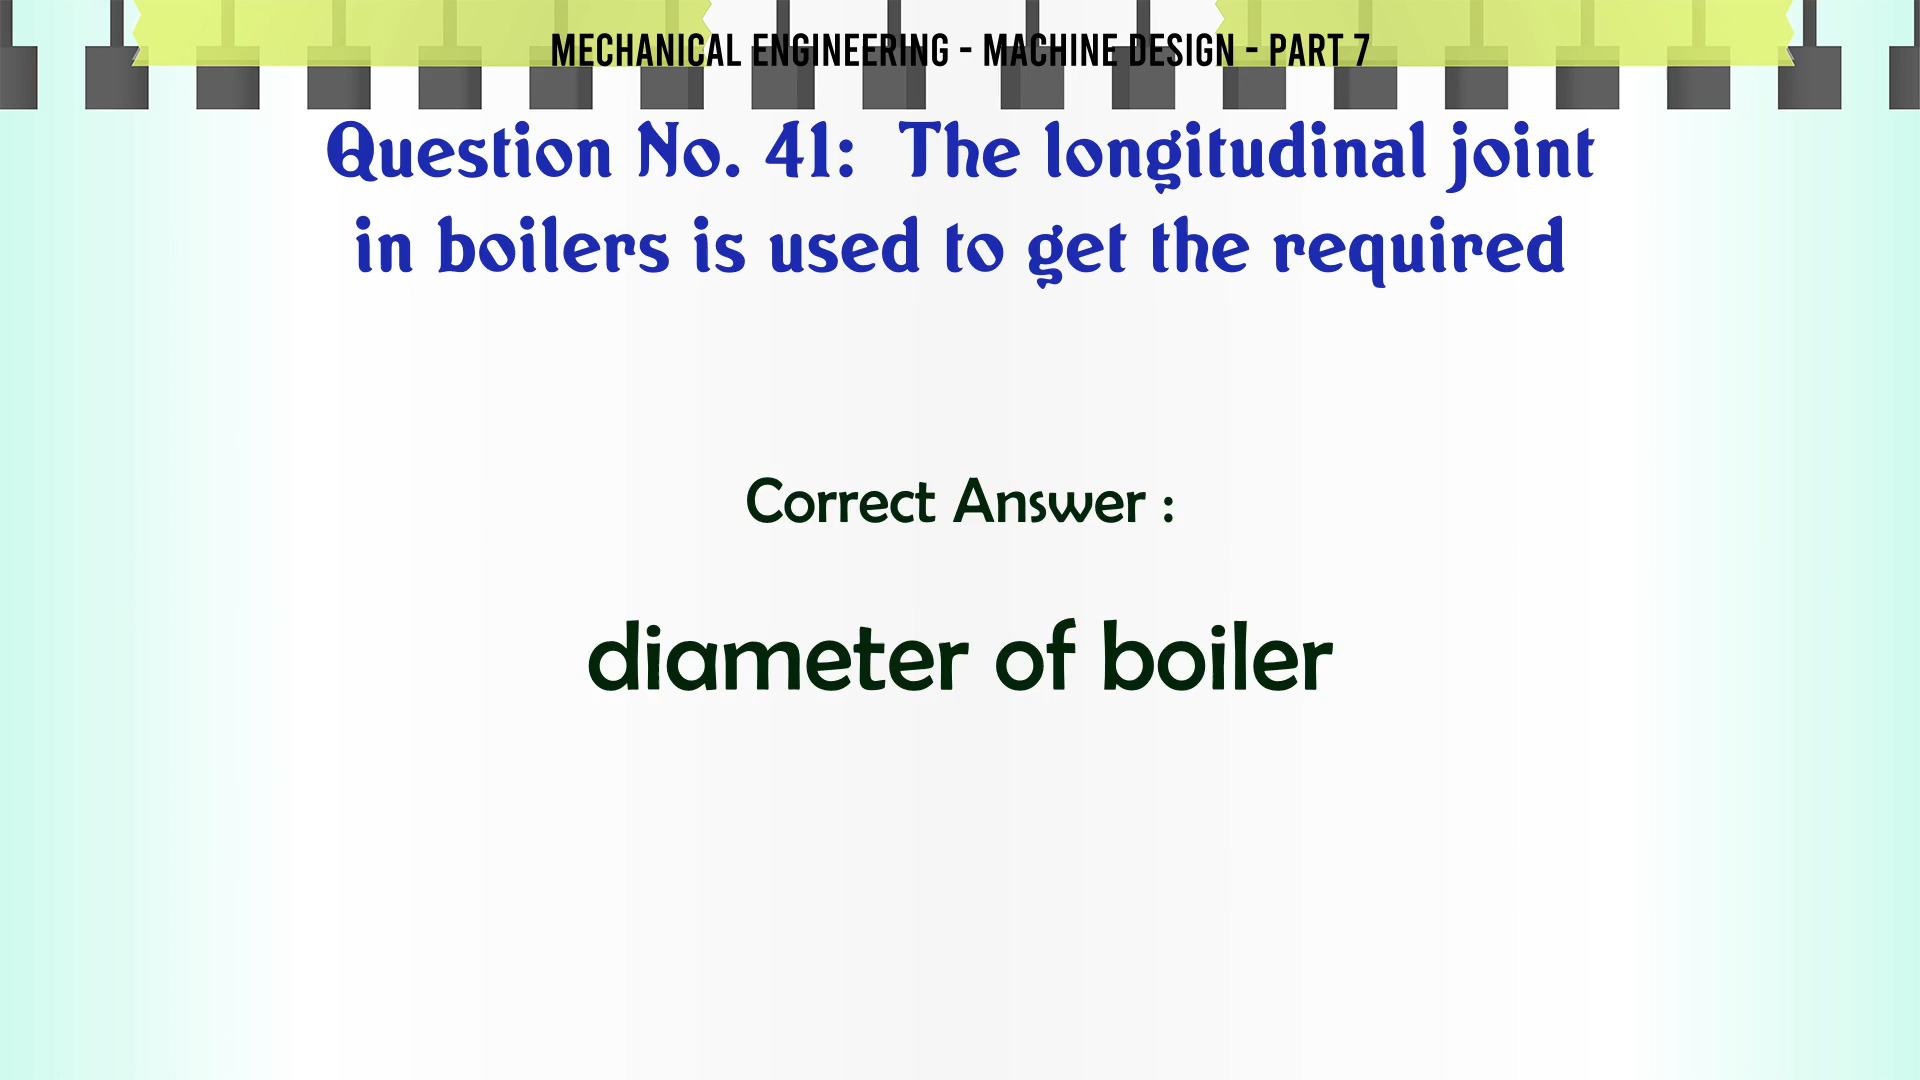 MECHANICAL ENGINEERING - MACHINE DESIGN - PART 7
Question No. 41: The longitudinal joint
in boilers is used to get the required
Correct Answer :
diameter of boiler